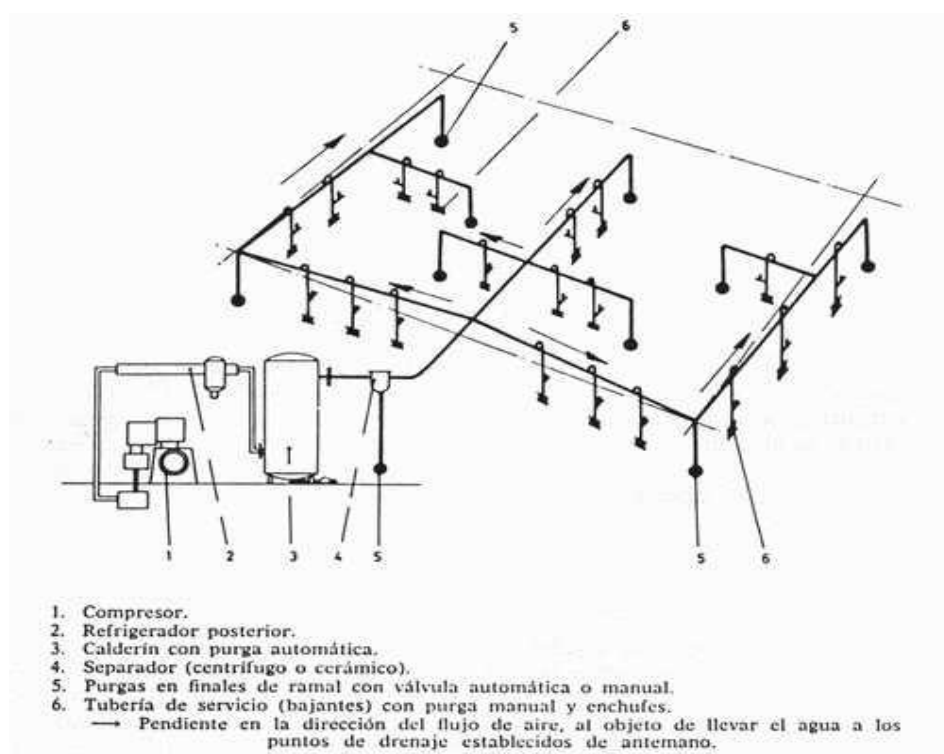 5
6
1
2
3
4
5
5
6
1. Compresor.
2. Refrigerador posterior.
3. Calderín con purga automática.
4. Separador (centrífugo o cerámico).
5. Purgas en finales de ramal con válvula automática o manual.
6. Tubería de servicio (bajantes) con purga manual y enchufes.
→ Pendiente en la dirección del flujo de aire, al objeto de llevar el agua a los
puntos de drenaje establecidos de antemano.